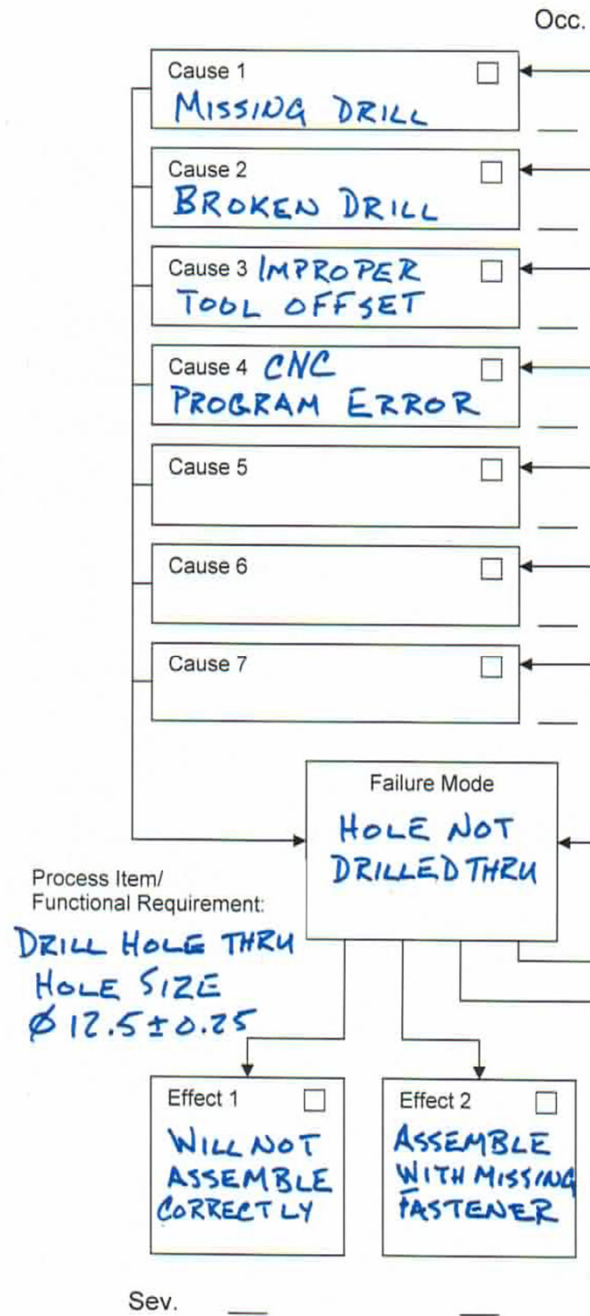 Occ.
Cause 1
MISSING DRILL
Cause 2
BROKEN DRILL
Cause 3 IMPROPER
TOOL OFFSET
Cause 4 CNC
PROGRAM ERROR
Cause 5
Cause 6
Cause 7
Failure Mode
HOLE NOT
DRILLED THRU
Process Item/
Functional Requirement:
DRILL HOLE THRU
HOLE SIZE
Ø 12.5 ± 0.25
Effect 1
WILL NOT
ASSEMBLE
CORRECTLY
Effect 2
ASSEMBLE
WITH MISSING
FASTENER
Sev.